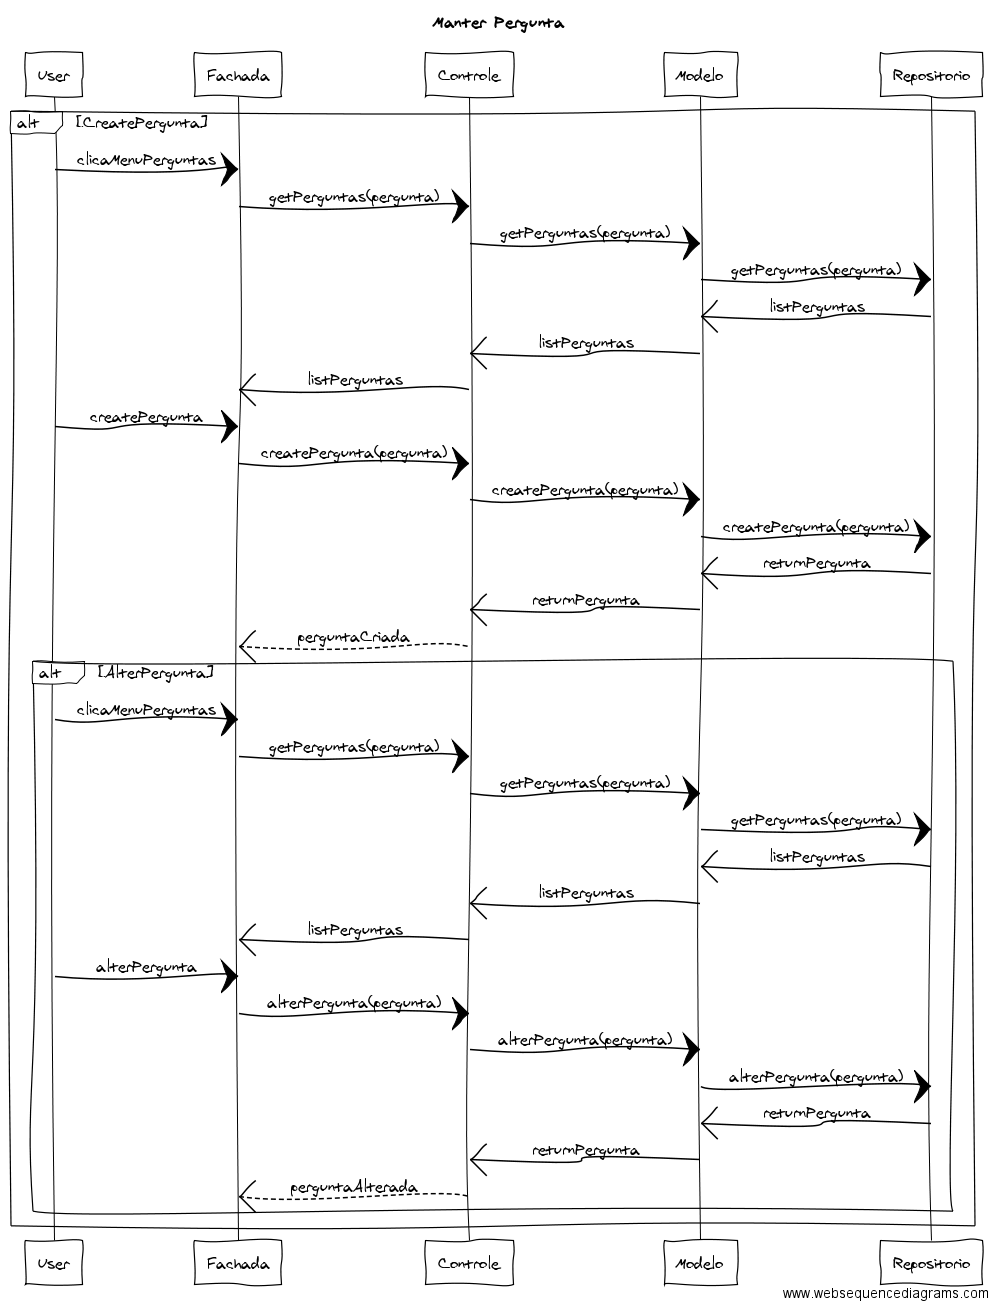 Manter Pergunta
User Fachada Controle Modelo Repositorio
alt [CreatePergunta]
clicaMenuPerguntas
getPerguntas(pergunta)
getPerguntas(pergunta)
getPerguntas(pergunta)
listPerguntas
listPerguntas
listPerguntas
createPergunta
createPergunta(pergunta)
createPergunta(pergunta)
createPergunta(pergunta)
returnPergunta
returnPergunta
perguntaCriada
alt [AlterPergunta]
clicaMenuPerguntas
getPerguntas(pergunta)
getPerguntas(pergunta)
getPerguntas(pergunta)
listPerguntas
listPerguntas
listPerguntas
alterPergunta
alterPergunta(pergunta)
alterPergunta(pergunta)
alterPergunta(pergunta)
returnPergunta
returnPergunta
perguntaAlterada
User Fachada Controle Modelo Repositorio
www.websequencediagrams.com